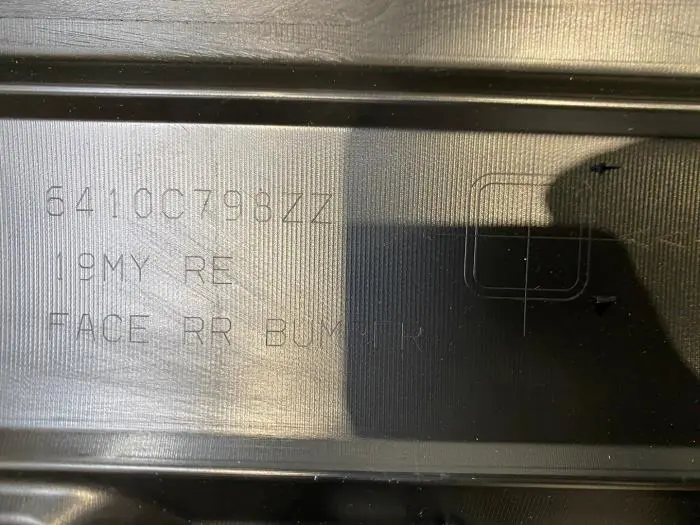 6410C798ZZ
19MY RE
FACE RR BUMPER